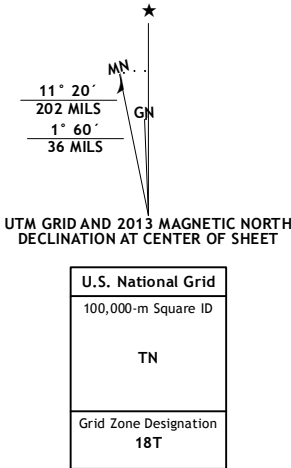 ★
MN
GN
11° 20´
202 MILS
1° 60´
36 MILS
UTM GRID AND 2013 MAGNETIC NORTH
DECLINATION AT CENTER OF SHEET
U.S. National Grid
100,000-m Square ID
TN
Grid Zone Designation
18T